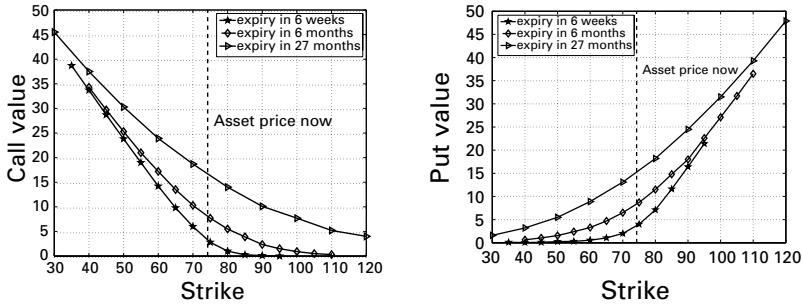 50
45
40
35
30
25
20
15
10
5
0
Call value
expiry in 6 weeks
expiry in 6 months
expiry in 27 months
Asset price now
30 40 50 60 70 80 90 100 110 120
Strike
50
45
40
35
30
25
20
15
10
5
0
Put value
expiry in 6 weeks
expiry in 6 months
expiry in 27 months
Asset price now
30 40 50 60 70 80 90 100 110 120
Strike